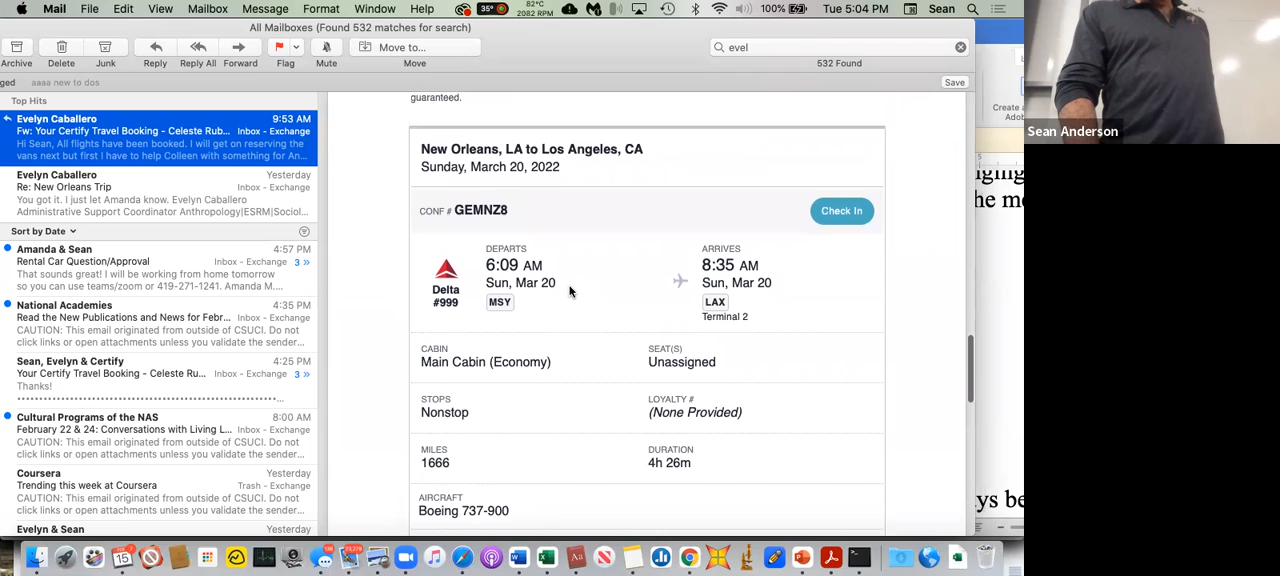 Mail File Edit View Mailbox Message Format Window Help 35° 82°C 2082 RPM 100% Tue 5:04 PM Sean
All Mailboxes (Found 532 matches for search)
Archive Delete Junk Reply Reply All Forward Flag Mute Move to... Move
evel
532 Found
ged aaaa new to dos Save
Top Hits
Evelyn Caballero 9:53 AM
Fw: Your Certify Travel Booking - Celeste Rub... Inbox - Exchange
Hi Sean, All flights have been booked. I will get on reserving the
vans next but first I have to help Colleen with something for An...
Evelyn Caballero Yesterday
Re: New Orleans Trip Inbox - Exchange
You got it. I just let Amanda know. Evelyn Caballero
Administrative Support Coordinator Anthropology|ESRM|Sociol...
Sort by Date
Amanda & Sean 4:57 PM
Rental Car Question/Approval Inbox - Exchange 3 »
That sounds great! I will be working from home tomorrow
so you can use teams/zoom or 419-271-1241. Amanda M....
National Academies 4:35 PM
Read the New Publications and News for Febr... Inbox - Exchange
CAUTION: This email originated from outside of CSUCI. Do not
click links or open attachments unless you validate the sender...
Sean, Evelyn & Certify 4:25 PM
Your Certify Travel Booking - Celeste Ru... Inbox - Exchange 3 »
Thanks!
Cultural Programs of the NAS 8:00 AM
February 22 & 24: Conversations with Living L... Inbox - Exchange
CAUTION: This email originated from outside of CSUCI. Do not
click links or open attachments unless you validate the sender...
Coursera Yesterday
Trending this week at Coursera Trash - Exchange
CAUTION: This email originated from outside of CSUCI. Do not
click links or open attachments unless you validate the sender...
Evelyn & Sean Yesterday
guaranteed.
New Orleans, LA to Los Angeles, CA
Sunday, March 20, 2022
CONF # GEMNZ8 Check In
DEPARTS ARRIVES
6:09 AM 8:35 AM
Sun, Mar 20 Sun, Mar 20
Delta
#999
MSY LAX
Terminal 2
CABIN SEAT(S)
Main Cabin (Economy) Unassigned
STOPS LOYALTY #
Nonstop (None Provided)
MILES DURATION
1666 4h 26m
AIRCRAFT
Boeing 737-900
Create a
Adob
he m
ys be
Sean Anderson